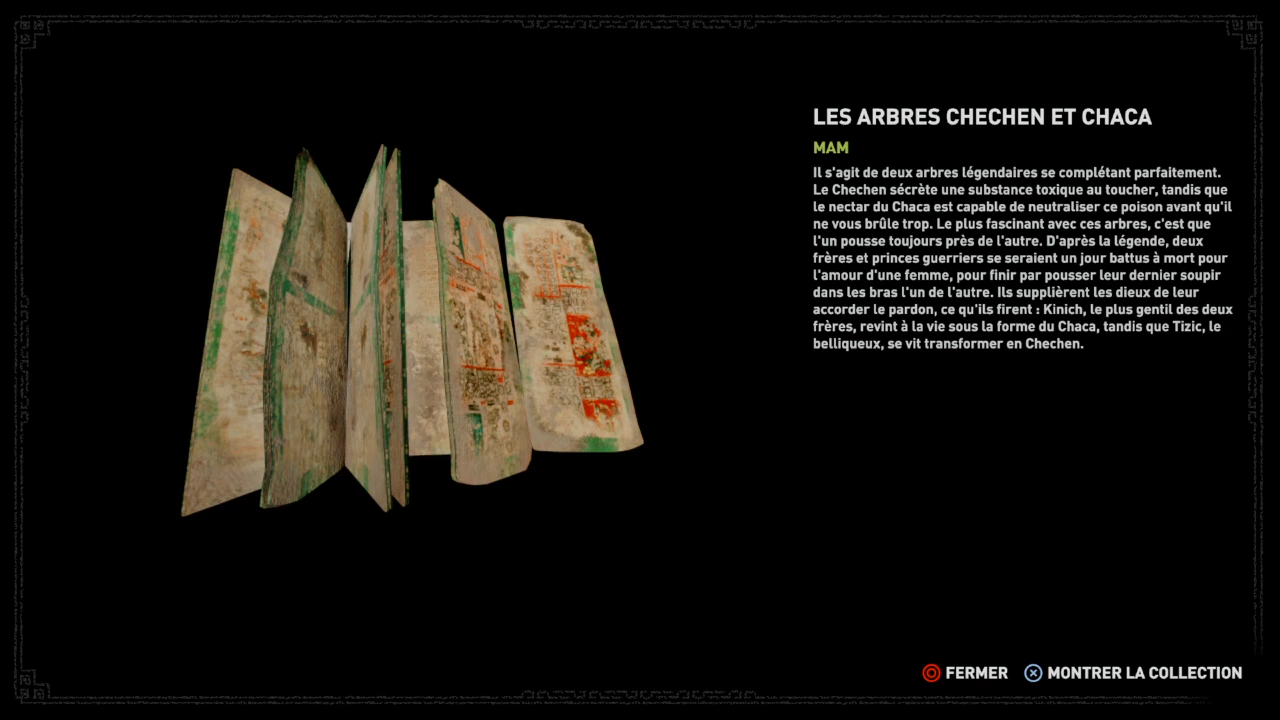 LES ARBRES CHECHEN ET CHACA
MAM
Il s'agit de deux arbres légendaires se complétant parfaitement.
Le Chechen sécrète une substance toxique au toucher, tandis que
le nectar du Chaca est capable de neutraliser ce poison avant qu'il
ne vous brûle trop. Le plus fascinant avec ces arbres, c'est que
l'un pousse toujours près de l'autre. D'après la légende, deux
frères et princes guerriers se seraient un jour battus à mort pour
l'amour d'une femme, pour finir par pousser leur dernier soupir
dans les bras l'un de l'autre. Ils supplièrent les dieux de leur
accorder le pardon, ce qu'ils firent : Kinich, le plus gentil des deux
frères, revint à la vie sous la forme du Chaca, tandis que Tizic, le
belliqueux, se vit transformer en Chechen.
FERMER MONTRER LA COLLECTION